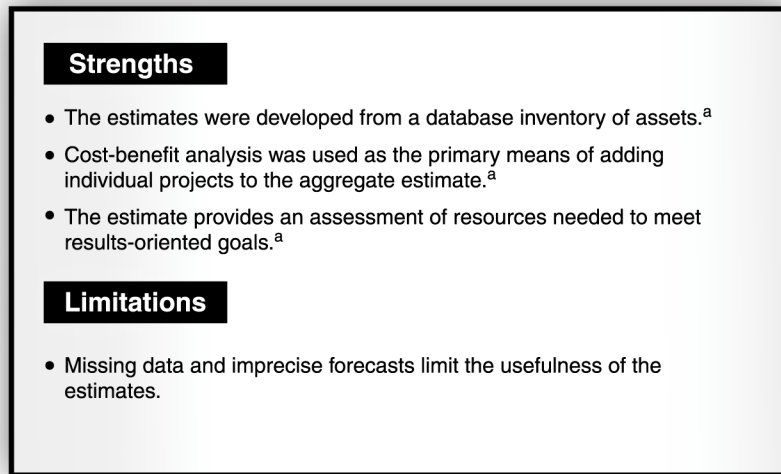 Strengths
• The estimates were developed from a database inventory of assets.a
• Cost-benefit analysis was used as the primary means of adding
individual projects to the aggregate estimate.a
• The estimate provides an assessment of resources needed to meet
results-oriented goals.a
Limitations
• Missing data and imprecise forecasts limit the usefulness of the
estimates.